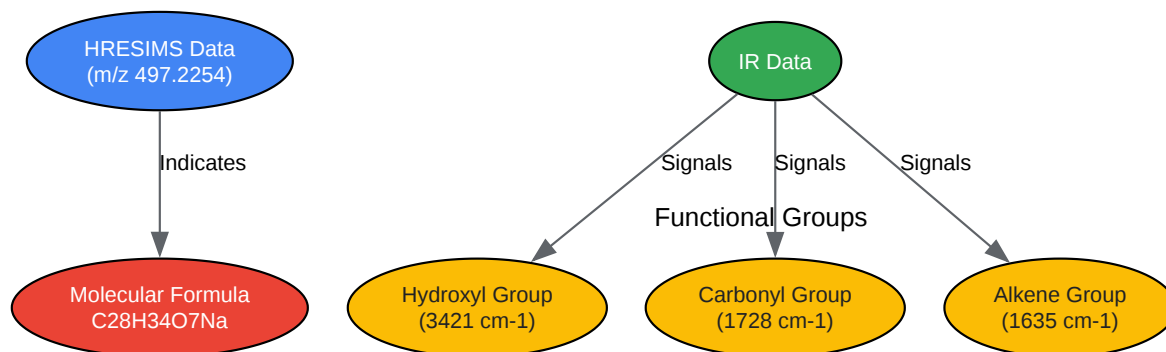 HRESIMS Data
(m/z 497.2254)
IR Data
Indicates
Signals
Signals
Signals
Functional Groups
Molecular Formula
C28H34O7Na
Hydroxyl Group
(3421 cm-1)
Carbonyl Group
(1728 cm-1)
Alkene Group
(1635 cm-1)